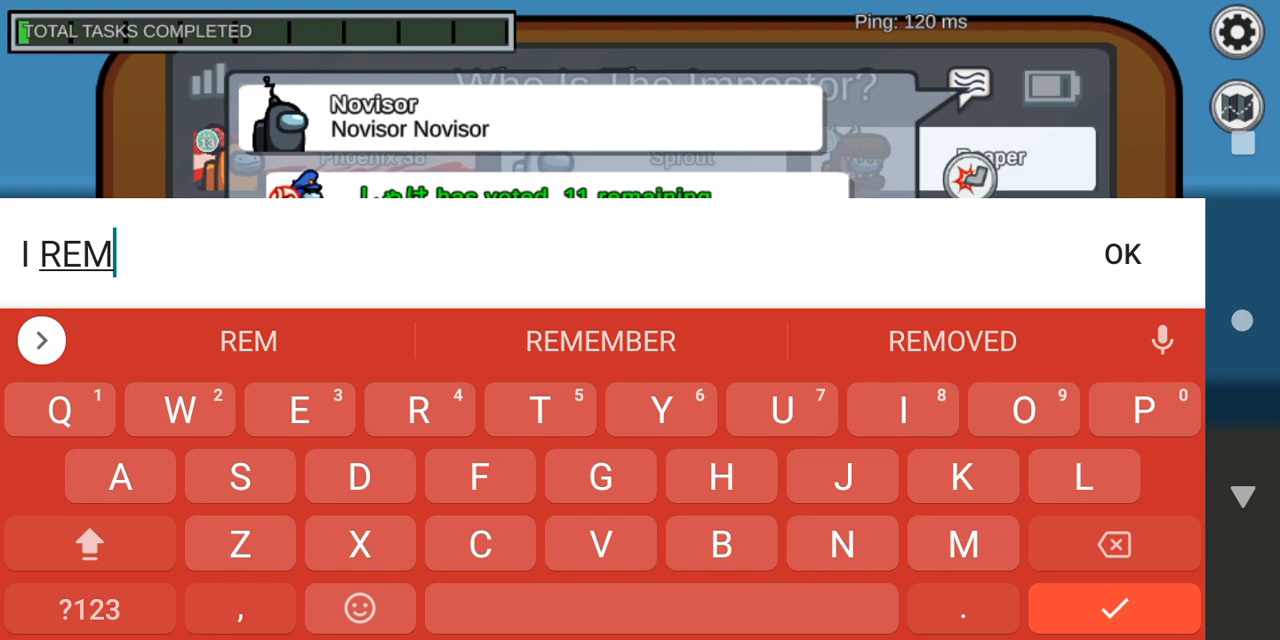 TOTAL TASKS COMPLETED
Ping: 120 ms
Who Is The Impostor?
Novisor
Novisor Novisor
13
Phoenix 38
Sprout
has voted. 11 remaining
I REM
OK
REM
REMEMBER
REMOVED
Q 1 W 2 E 3 R 4 T 5 Y 6 U 7 I 8 O 9 P 0
A S D F G H J K L
Z X C V B N M
?123 , .